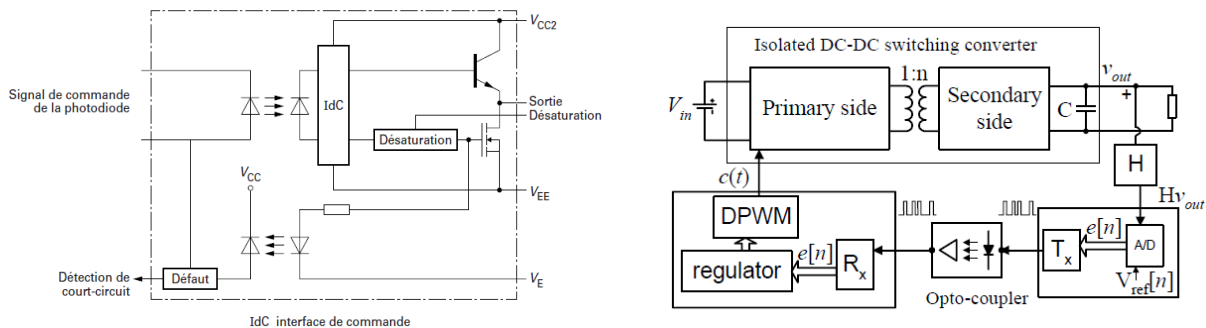 V_CC2
Signal de commande
de la photodiode
IdC
Sortie
Désaturation
Désaturation
V_CC
V_EE
Détection de
court-circuit
Défaut
V_E
IdC interface de commande
Isolated DC-DC switching converter
1:n
v_out
+
V_in
+
Primary side
Secondary
side
C
H
c(t)
Hv_out
DPWM
e[n]
e[n]
A/D
T_x
R_x
regulator
V_ref[n]
Opto-coupler